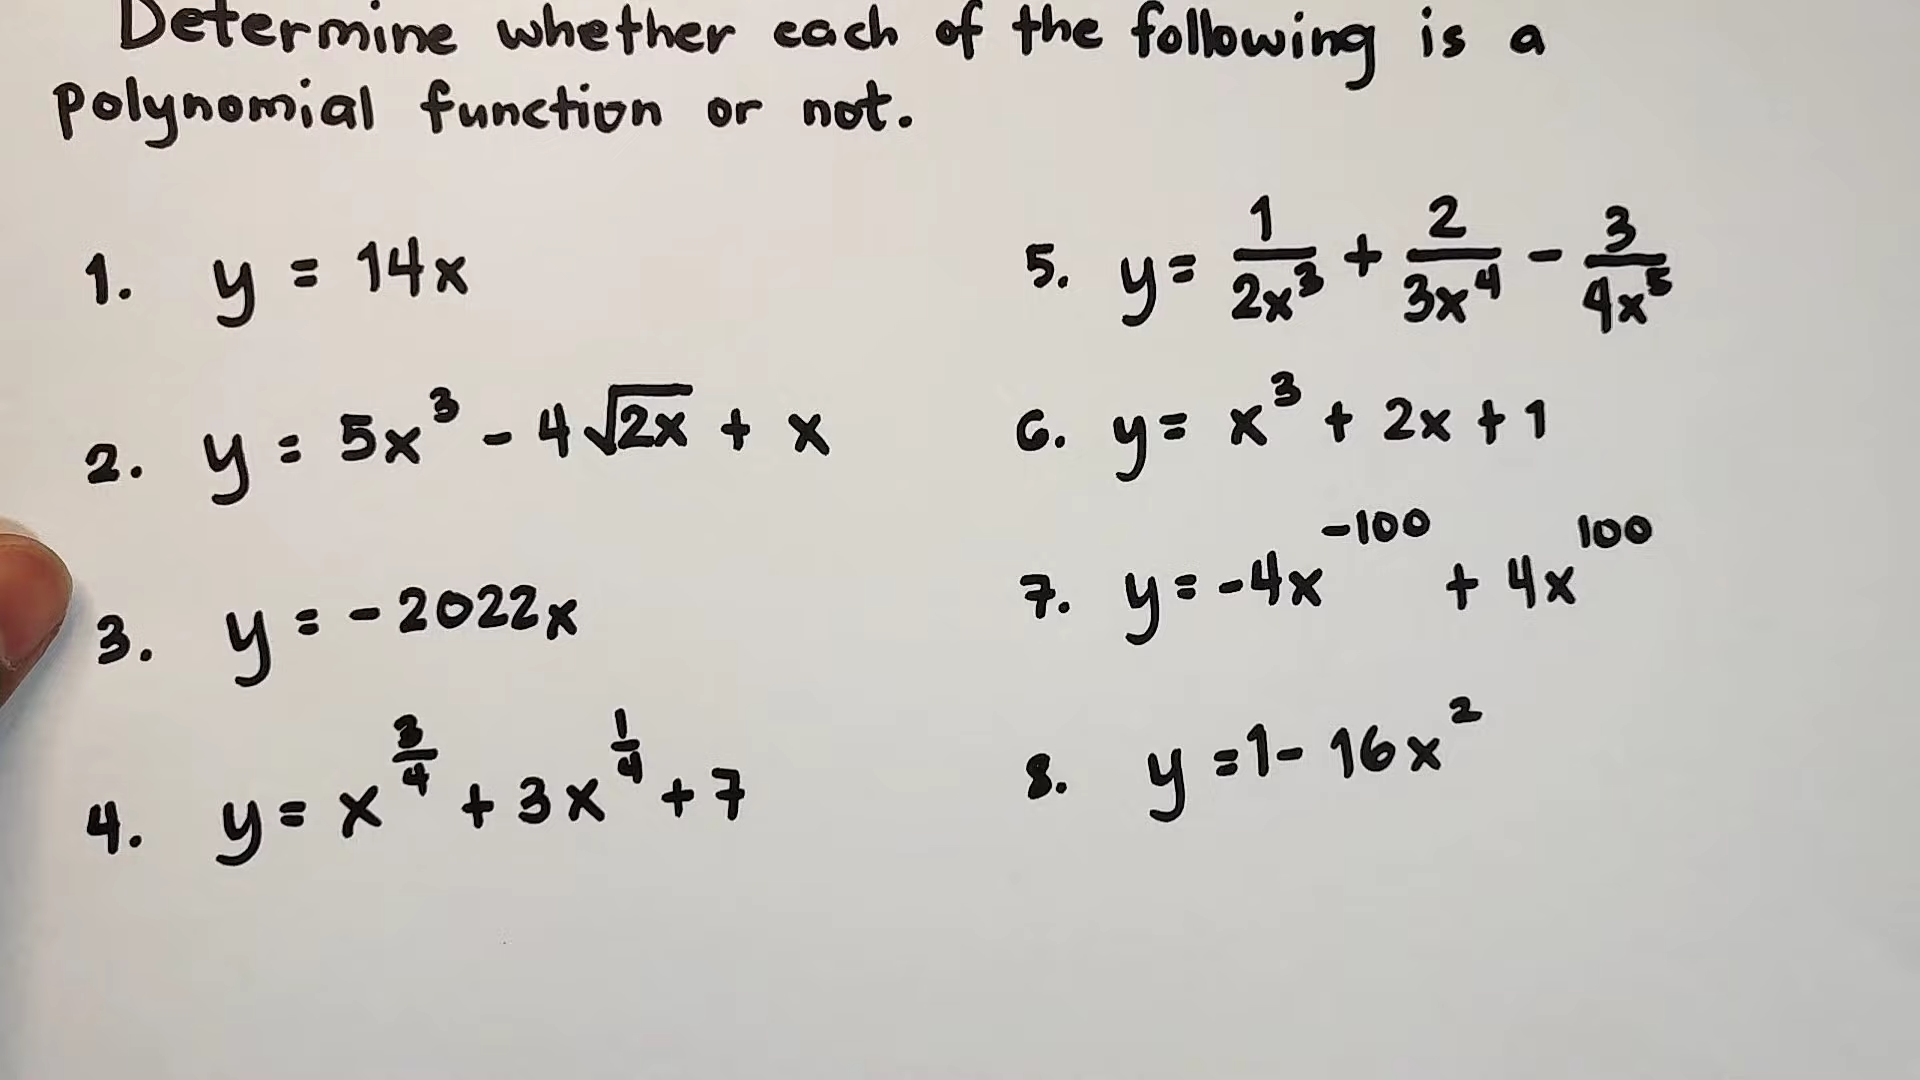 Determine whether each of the following is a
polynomial function or not.
1. y = 14x
2. y = 5x³ - 4√2x + x
3. y = -2022x
4. y = x^(3/4) + 3x^(1/4) + 7
5. y = 1/2x³ + 2/3x⁴ - 3/4x⁵
6. y = x³ + 2x + 1
7. y = -4x⁻¹⁰⁰ + 4x¹⁰⁰
8. y = 1 - 16x²